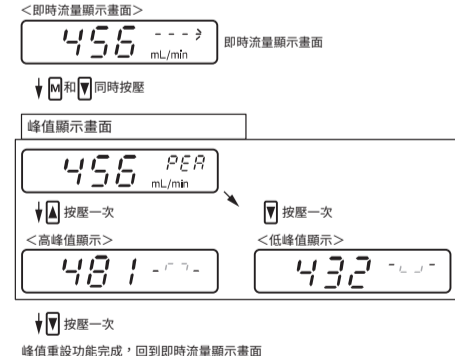 <即時流量顯示畫面>
456 mL/min 即時流量顯示畫面
M和▼同時按壓
峰值顯示畫面
456 PEA mL/min
▲按壓一次 ▼按壓一次
<高峰值顯示> <低峰值顯示>
481 432
▼按壓一次
峰值重設功能完成，回到即時流量顯示畫面